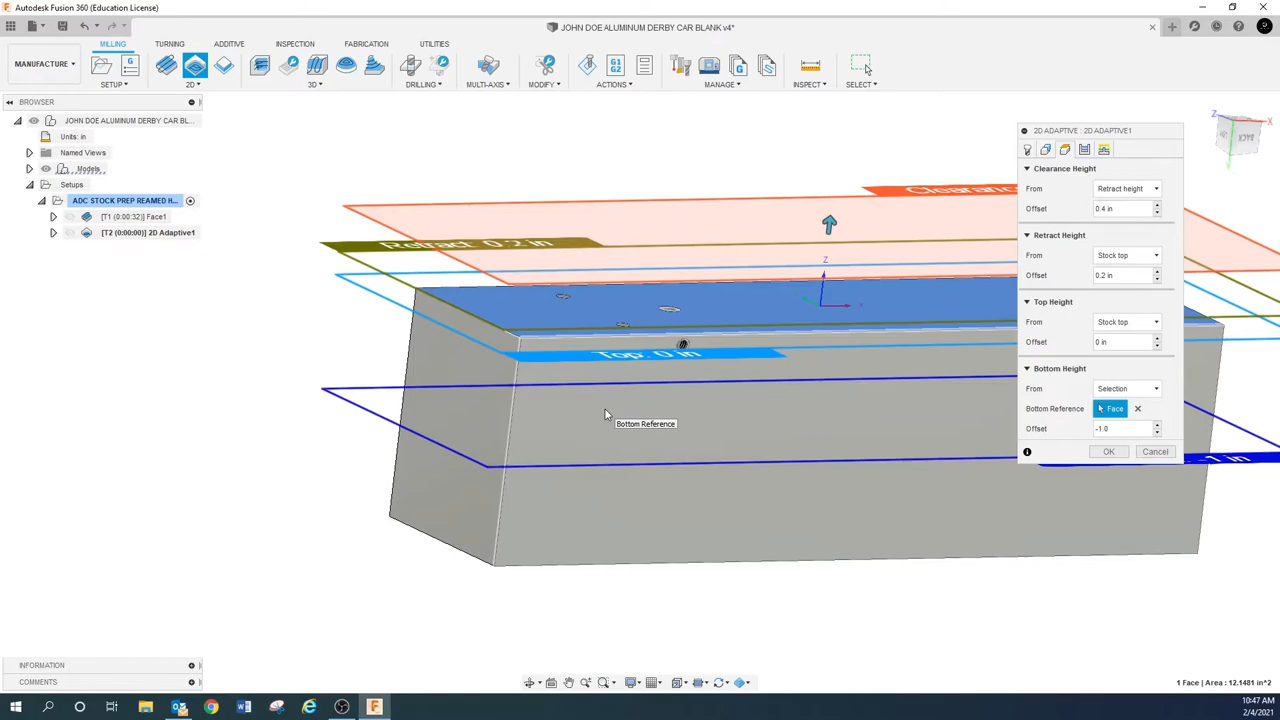 Autodesk Fusion 360 (Education License)
JOHN DOE ALUMINUM DERBY CAR BLANK v4*
MILLING TURNING ADDITIVE INSPECTION FABRICATION UTILITIES
MANUFACTURE
SETUP 2D 3D DRILLING MULTI-AXIS MODIFY ACTIONS MANAGE INSPECT SELECT
G G1 G2 G
BROWSER
JOHN DOE ALUMINUM DERBY CAR BL...
Units: in
Named Views
Models
Setups
ADC STOCK PREP REAMED H...
[T1 (0:00:32)] Face1
[T2 (0:00:00)] 2D Adaptive1
Z X
BACK
2D ADAPTIVE : 2D ADAPTIVE1
Clearance Height
From Retract height
Offset 0.4 in
Retract Height
From Stock top
Offset 0.2 in
Top Height
From Stock top
Offset 0 in
Bottom Height
From Selection
Bottom Reference Face
Offset -1.0
OK Cancel
Clearanc
Retract: 0.2 in
Z
X
Top: 0 in
Bottom Reference
-1 in
INFORMATION
COMMENTS
1 Face | Area : 12.1481 in^2
10:47 AM
2/4/2021